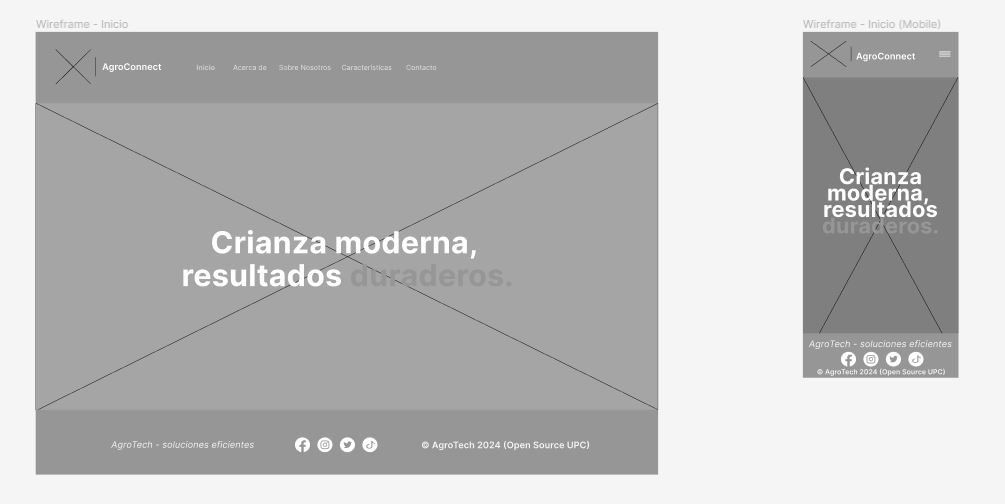 Wireframe - Inicio
AgroConnect
Inicio
Acerca de
Sobre Nosotros
Características
Contacto
Crianza moderna,
resultados duraderos.
AgroTech - soluciones eficientes
© AgroTech 2024 (Open Source UPC)
Wireframe - Inicio (Mobile)
AgroConnect
Crianza
moderna,
resultados
duraderos.
AgroTech - soluciones eficientes
© AgroTech 2024 (Open Source UPC)